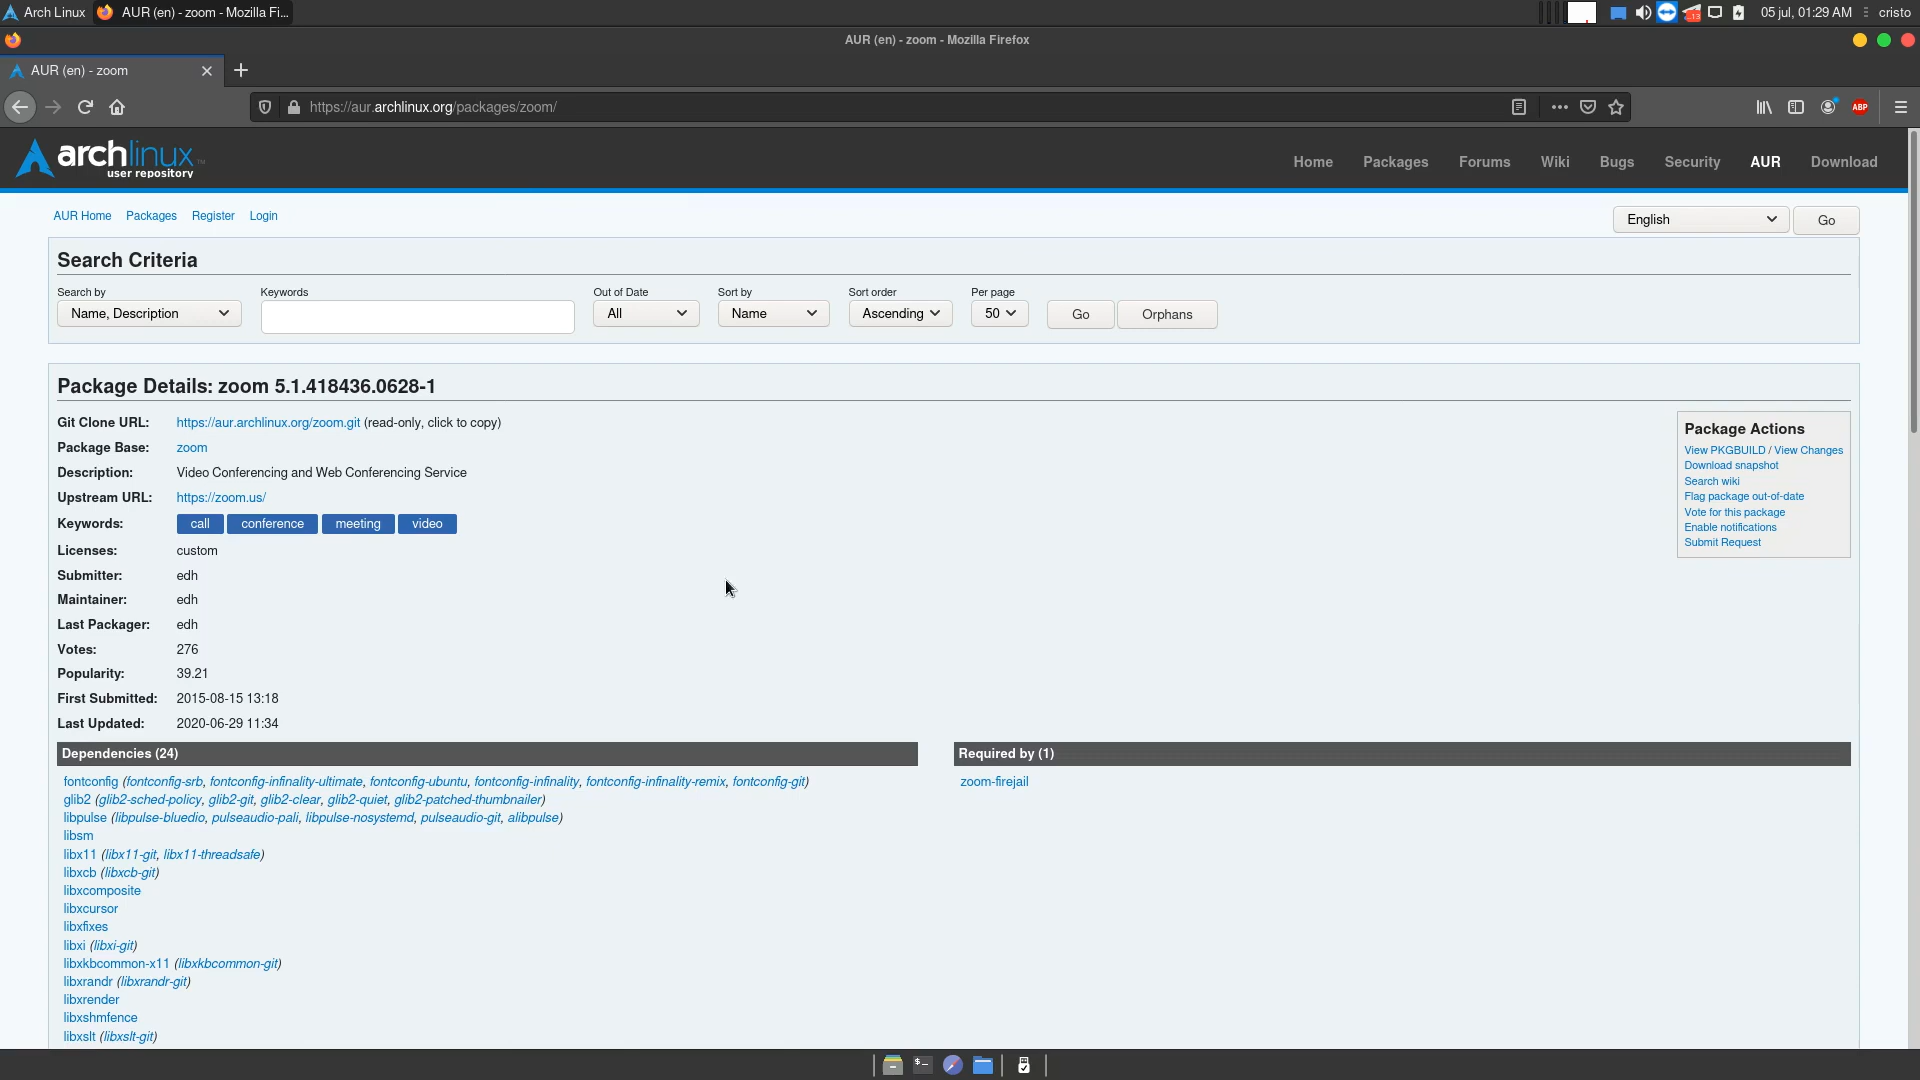 Arch Linux AUR (en) - zoom - Mozilla Fi... 05 jul, 01:29 AM cristo
AUR (en) - zoom - Mozilla Firefox
AUR (en) - zoom
https://aur.archlinux.org/packages/zoom/ ABP
archlinux™
user repository
Home Packages Forums Wiki Bugs Security AUR Download
AUR Home Packages Register Login
English Go
Search Criteria
Search by Keywords Out of Date Sort by Sort order Per page
Name, Description All Name Ascending 50 Go Orphans
Package Details: zoom 5.1.418436.0628-1
Git Clone URL: https://aur.archlinux.org/zoom.git (read-only, click to copy)
Package Base: zoom
Description: Video Conferencing and Web Conferencing Service
Upstream URL: https://zoom.us/
Keywords: call conference meeting video
Licenses: custom
Submitter: edh
Maintainer: edh
Last Packager: edh
Votes: 276
Popularity: 39.21
First Submitted: 2015-08-15 13:18
Last Updated: 2020-06-29 11:34
Package Actions
View PKGBUILD / View Changes
Download snapshot
Search wiki
Flag package out-of-date
Vote for this package
Enable notifications
Submit Request
Dependencies (24)
fontconfig (fontconfig-srb, fontconfig-infinality-ultimate, fontconfig-ubuntu, fontconfig-infinality, fontconfig-infinality-remix, fontconfig-git)
glib2 (glib2-sched-policy, glib2-git, glib2-clear, glib2-quiet, glib2-patched-thumbnailer)
libpulse (libpulse-bluedio, pulseaudio-pali, libpulse-nosystemd, pulseaudio-git, alibpulse)
libsm
libx11 (libx11-git, libx11-threadsafe)
libxcb (libxcb-git)
libxcomposite
libxcursor
libxfixes
libxi (libxi-git)
libxkbcommon-x11 (libxkbcommon-git)
libxrandr (libxrandr-git)
libxrender
libxshmfence
libxslt (libxslt-git)
Required by (1)
zoom-firejail